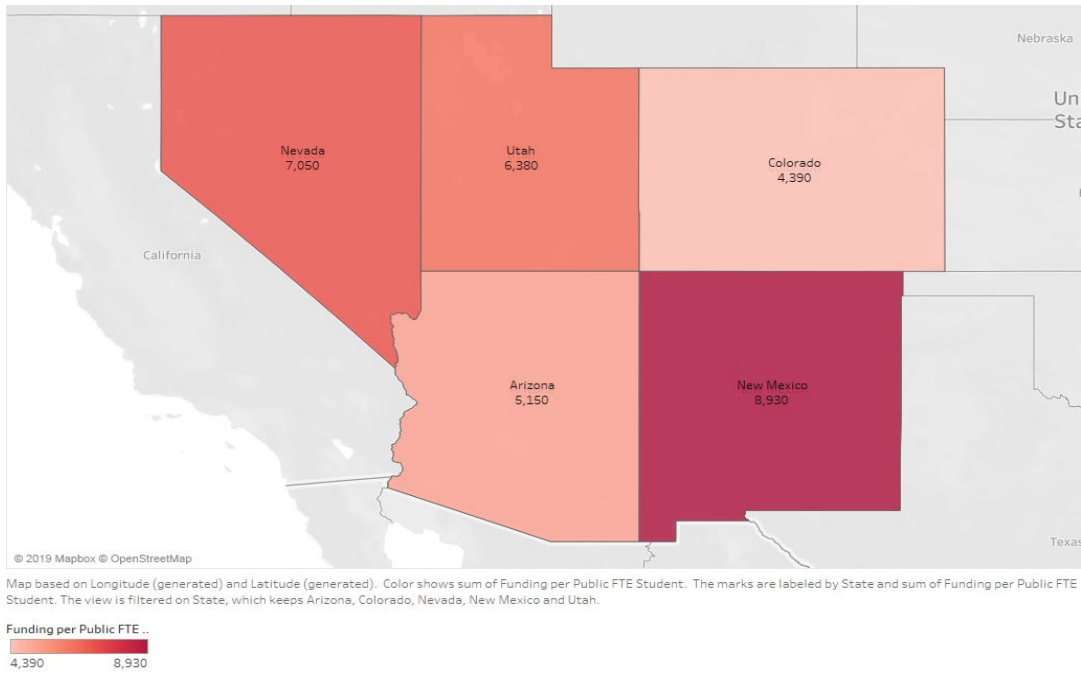 Nebraska
Un
Sta
Nevada
7,050
Utah
6,380
Colorado
4,390
California
Arizona
5,150
New Mexico
8,930
Texas
© 2019 Mapbox © OpenStreetMap
Map based on Longitude (generated) and Latitude (generated). Color shows sum of Funding per Public FTE Student. The marks are labeled by State and sum of Funding per Public FTE
Student. The view is filtered on State, which keeps Arizona, Colorado, Nevada, New Mexico and Utah.
Funding per Public FTE ..
4,390 8,930